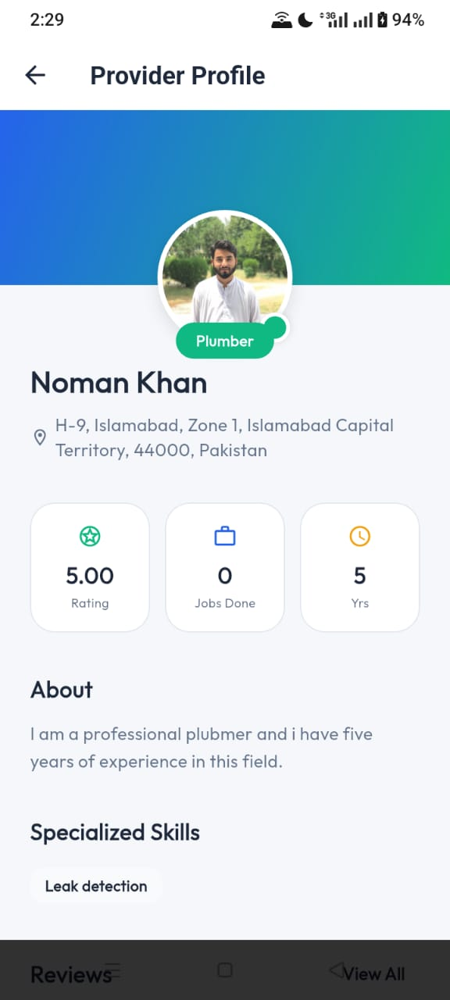 2:29
3G
94%
Provider Profile
Plumber
Noman Khan
H-9, Islamabad, Zone 1, Islamabad Capital
Territory, 44000, Pakistan
5.00
0
5
Rating
Jobs Done
Yrs
About
I am a professional plubmer and i have five
years of experience in this field.
Specialized Skills
Leak detection
Reviews
View All